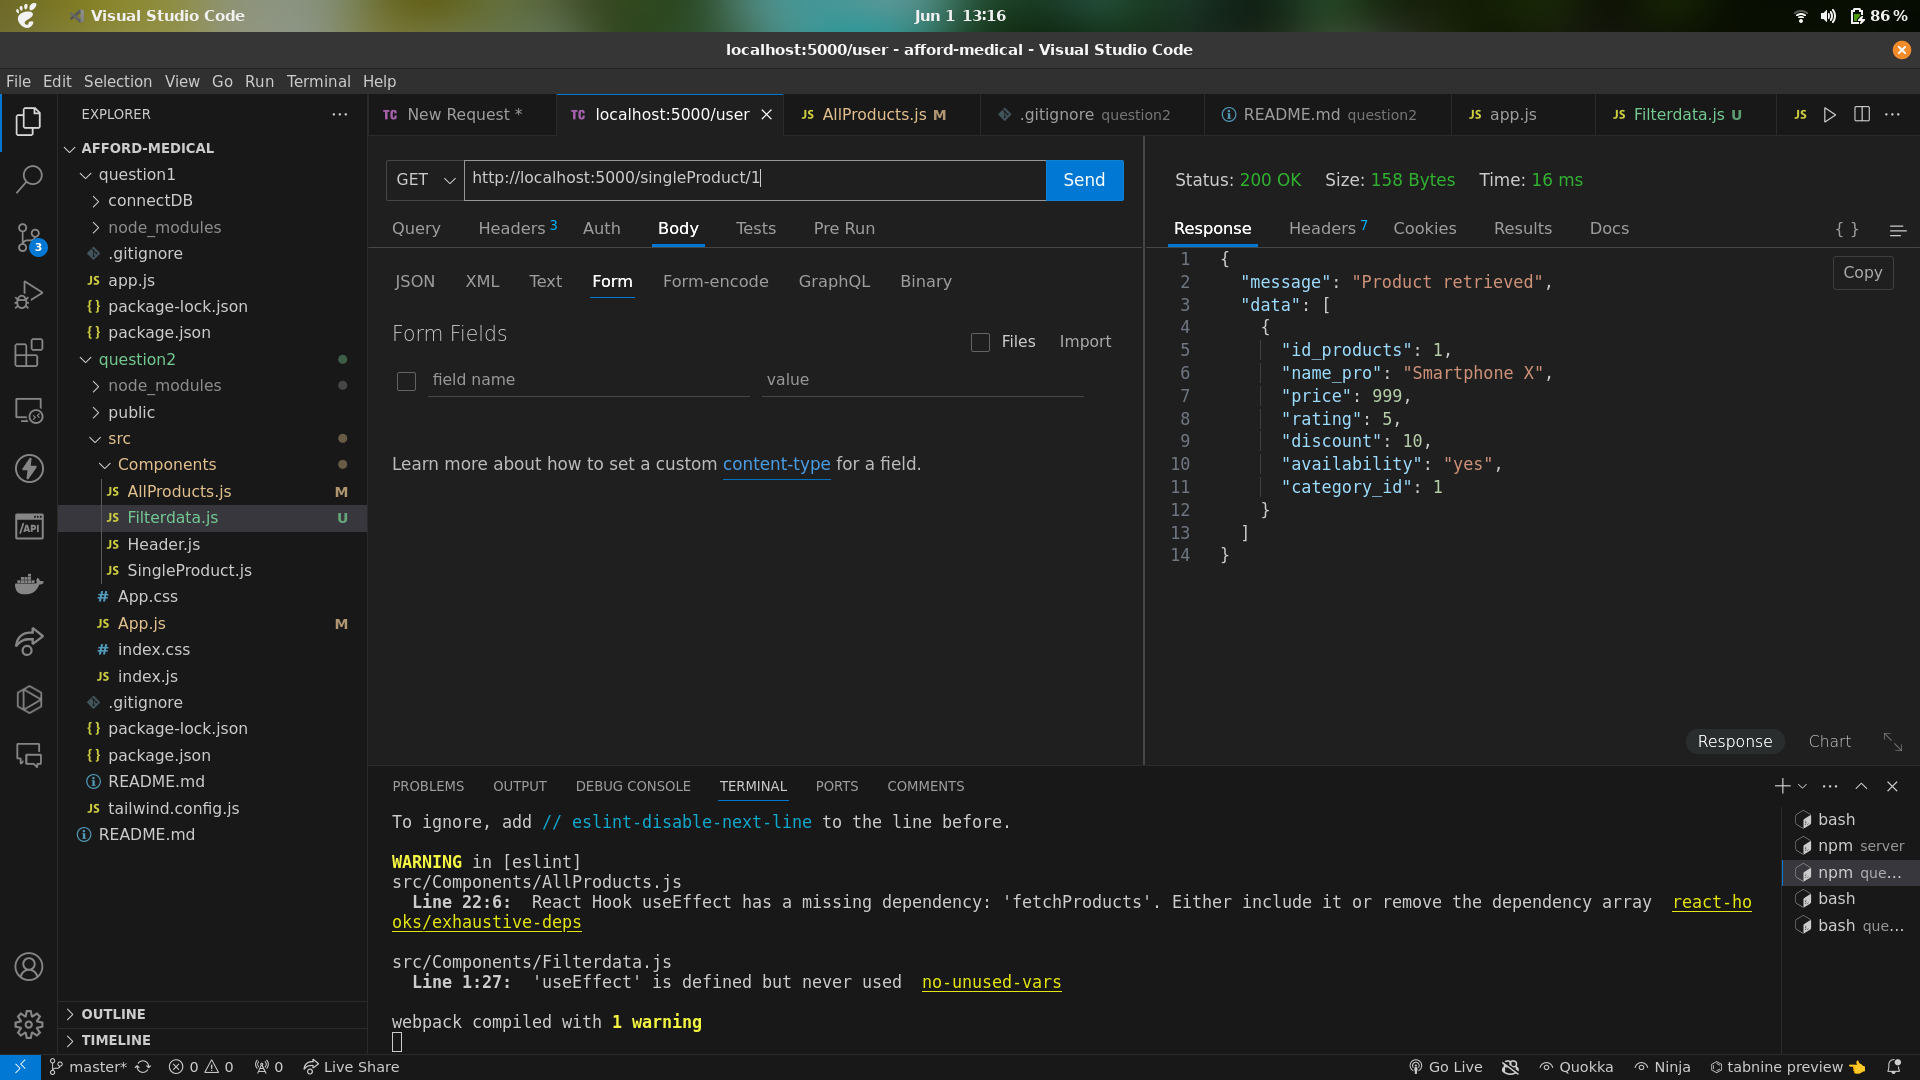 Visual Studio Code
Jun 1 13:16
86 %
localhost:5000/user - afford-medical - Visual Studio Code
File Edit Selection View Go Run Terminal Help
EXPLORER
TC New Request *
TC localhost:5000/user
JS AllProducts.js M
.gitignore question2
README.md question2
JS app.js
JS Filterdata.js U
JS
AFFORD-MEDICAL
question1
connectDB
node_modules
.gitignore
JS app.js
{} package-lock.json
{} package.json
question2
node_modules
public
src
Components
JS AllProducts.js M
JS Filterdata.js U
JS Header.js
JS SingleProduct.js
# App.css
JS App.js M
# index.css
JS index.js
.gitignore
{} package-lock.json
{} package.json
README.md
JS tailwind.config.js
README.md
OUTLINE
TIMELINE
3
/API
GET http://localhost:5000/singleProduct/1 Send
Query Headers 3 Auth Body Tests Pre Run
JSON XML Text Form Form-encode GraphQL Binary
Form Fields
Files Import
field name value
Learn more about how to set a custom content-type for a field.
Status: 200 OK Size: 158 Bytes Time: 16 ms
Response Headers 7 Cookies Results Docs { }
Copy
1 {
2 "message": "Product retrieved",
3 "data": [
4 {
5 "id_products": 1,
6 "name_pro": "Smartphone X",
7 "price": 999,
8 "rating": 5,
9 "discount": 10,
10 "availability": "yes",
11 "category_id": 1
12 }
13 ]
14 }
Response Chart
PROBLEMS OUTPUT DEBUG CONSOLE TERMINAL PORTS COMMENTS
To ignore, add // eslint-disable-next-line to the line before.
WARNING in [eslint]
src/Components/AllProducts.js
Line 22:6: React Hook useEffect has a missing dependency: 'fetchProducts'. Either include it or remove the dependency array react-ho
oks/exhaustive-deps
src/Components/Filterdata.js
Line 1:27: 'useEffect' is defined but never used no-unused-vars
webpack compiled with 1 warning
bash
npm server
npm que...
bash
bash que...
master* 0 0 0 Live Share
Go Live Quokka Ninja tabnine preview